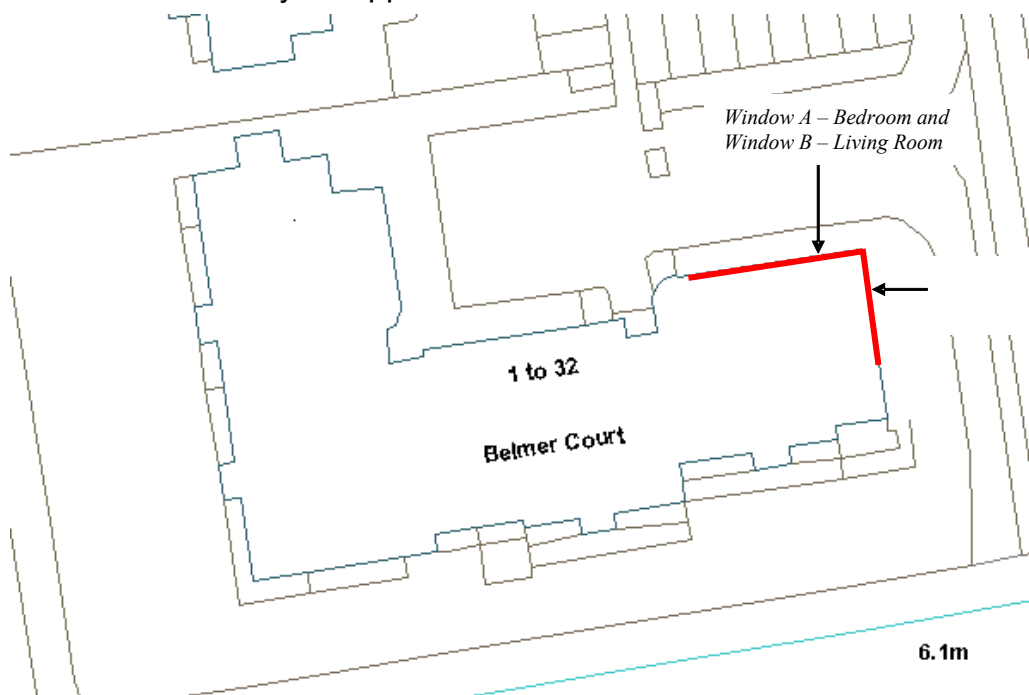 Window A – Bedroom and
Window B – Living Room
1 to 32
Belmer Court
6.1m